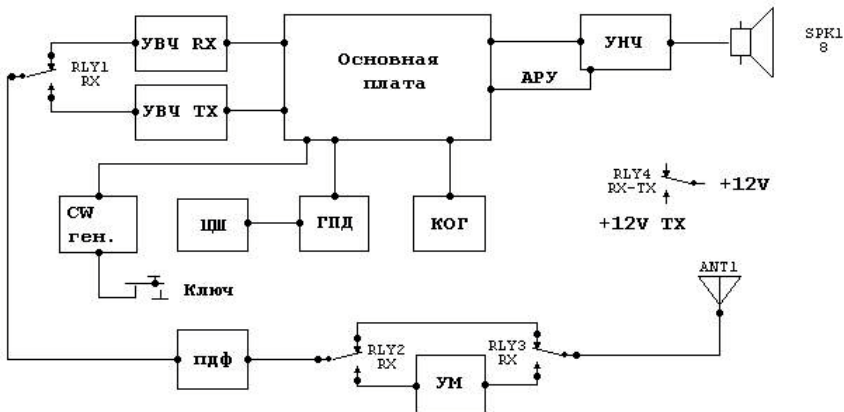 УВЧ RX
RLY1
RX
УВЧ TX
Основная
плата
АРУ
УНЧ
SPK1
8
RLY4
RX-TX
+12V
+12V TX
CW
ген.
ЦШ
ГПД
КОГ
Ключ
ANT1
ПДФ
RLY2
RX
УМ
RLY3
RX